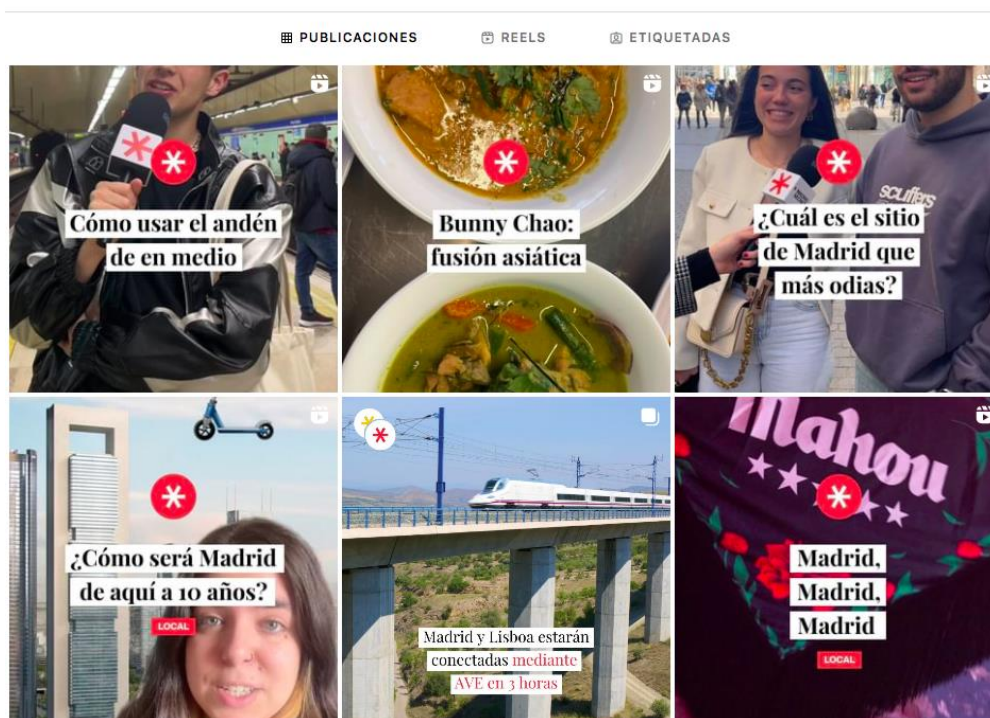 PUBLICACIONES
REELS
ETIQUETADAS
Cómo usar el andén
de en medio
Bunny Chao:
fusión asiática
scuffers
¿Cuál es el sitio
de Madrid que
más odias?
¿Cómo será Madrid
de aquí a 10 años?
LOCAL
Madrid y Lisboa estarán
conectadas mediante
AVE en 3 horas
Mahou
Madrid,
Madrid,
Madrid
LOCAL